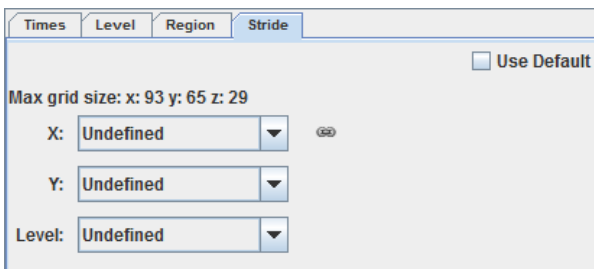 Times Level Region Stride
Use Default
Max grid size: x: 93 y: 65 z: 29
X: Undefined
Y: Undefined
Level: Undefined